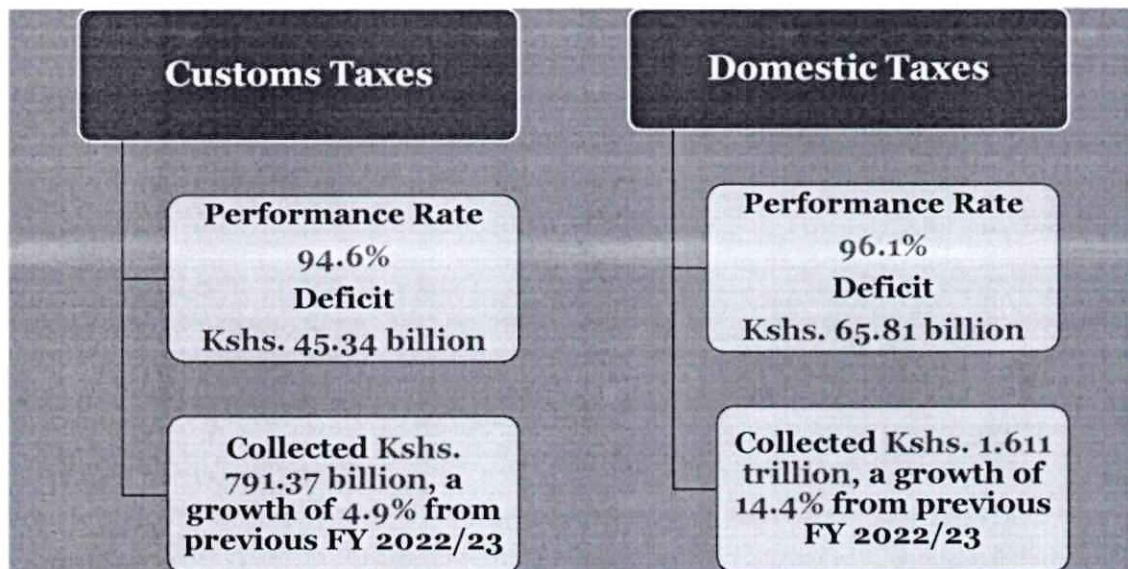 Customs Taxes
Performance Rate
94.6%
Deficit
Kshs. 45.34 billion
Collected Kshs.
791.37 billion, a
growth of 4.9% from
previous FY 2022/23
Domestic Taxes
Performance Rate
96.1%
Deficit
Kshs. 65.81 billion
Collected Kshs. 1.611
trillion, a growth of
14.4% from previous
FY 2022/23